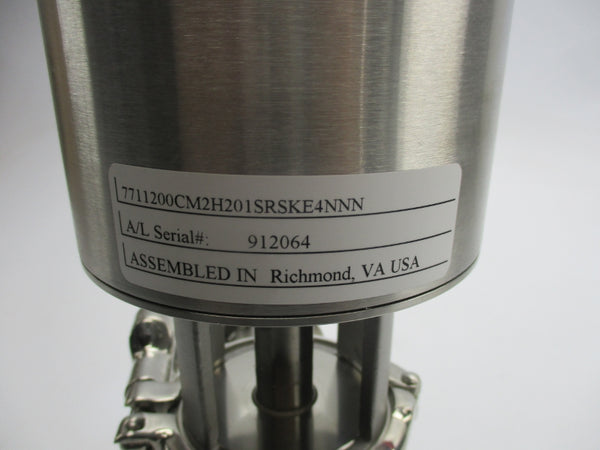 7711200CM2H201SRSKE4NNN
A/L Serial#: 912064
ASSEMBLED IN Richmond, VA USA